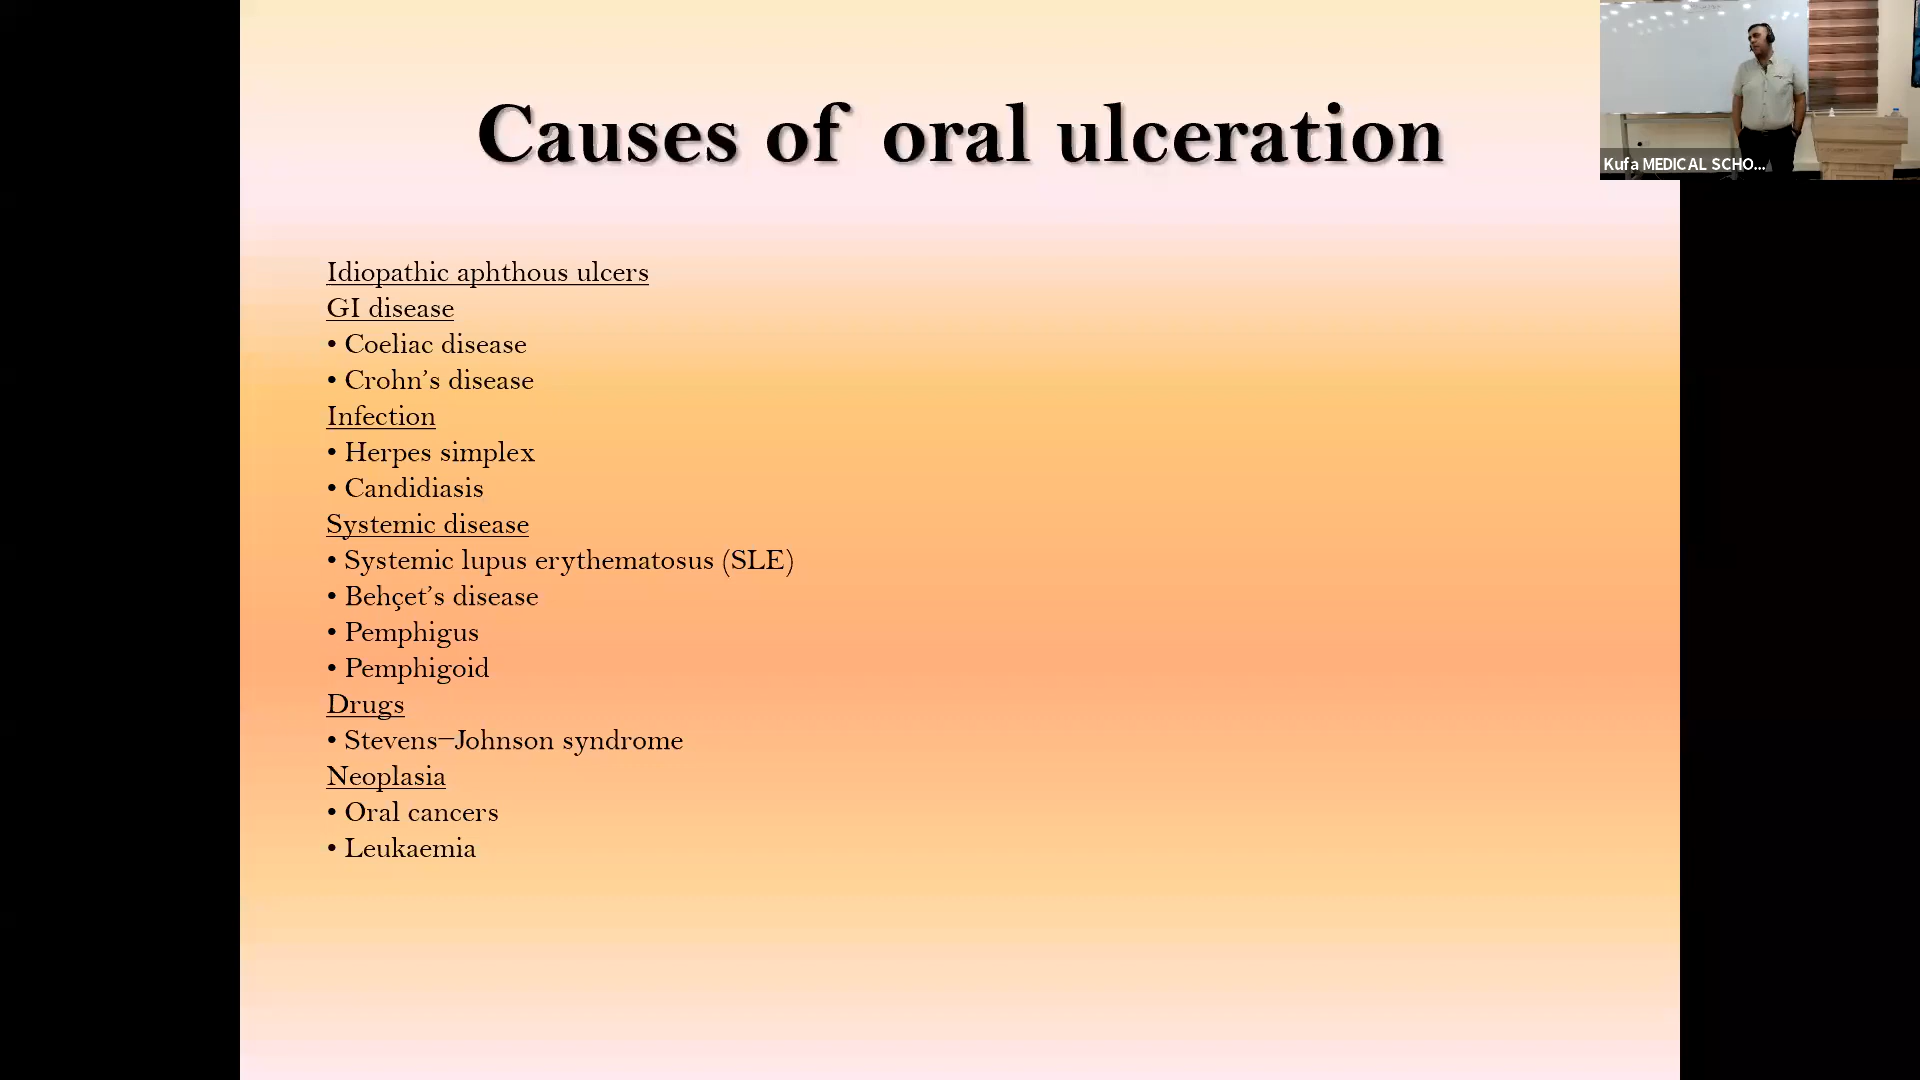 Causes of oral ulceration
Kufa MEDICAL SCHO...
Idiopathic aphthous ulcers
GI disease
• Coeliac disease
• Crohn’s disease
Infection
• Herpes simplex
• Candidiasis
Systemic disease
• Systemic lupus erythematosus (SLE)
• Behçet’s disease
• Pemphigus
• Pemphigoid
Drugs
• Stevens–Johnson syndrome
Neoplasia
• Oral cancers
• Leukaemia